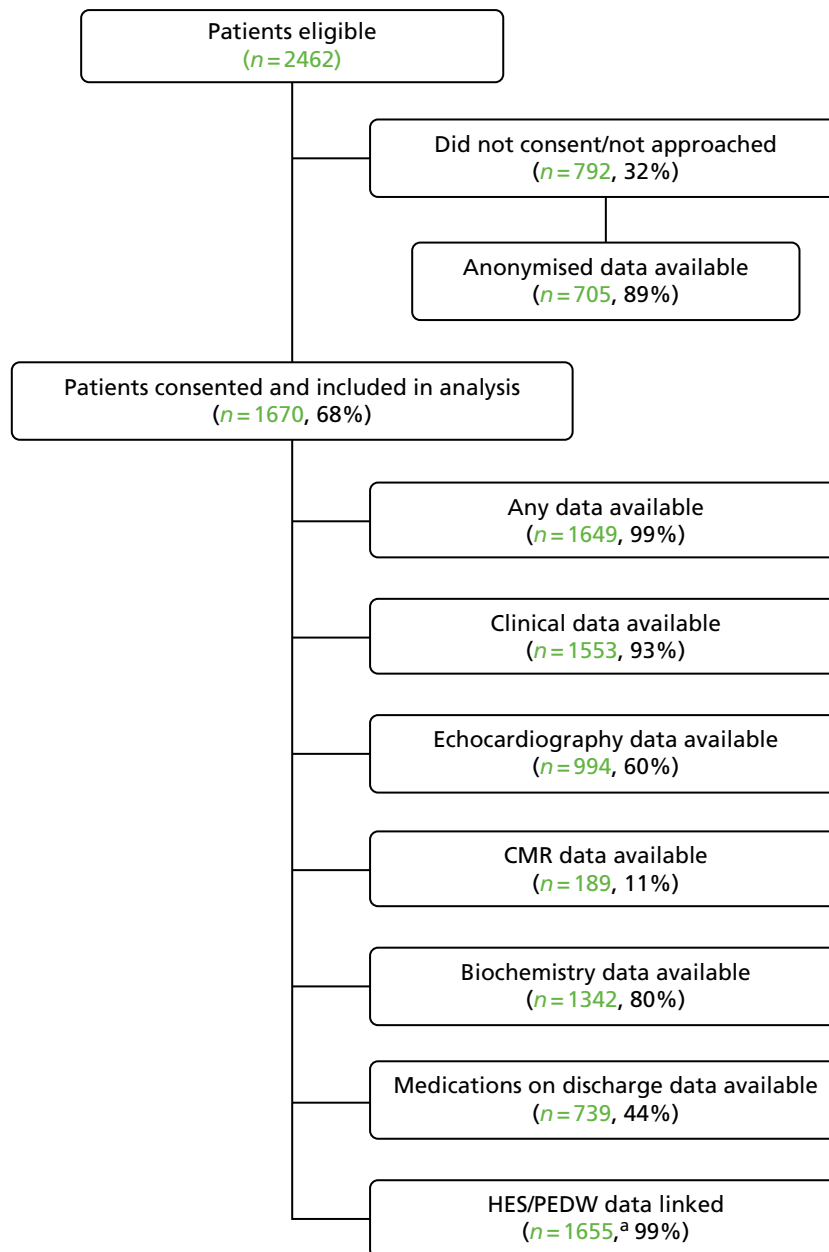 Patients eligible
(n=2462)
Did not consent/not approached
(n=792, 32%)
Anonymised data available
(n=705, 89%)
Patients consented and included in analysis
(n=1670, 68%)
Any data available
(n=1649, 99%)
Clinical data available
(n=1553, 93%)
Echocardiography data available
(n=994, 60%)
CMR data available
(n=189, 11%)
Biochemistry data available
(n=1342, 80%)
Medications on discharge data available
(n=739, 44%)
HES/PEDW data linked
(n=1655,ª 99%)